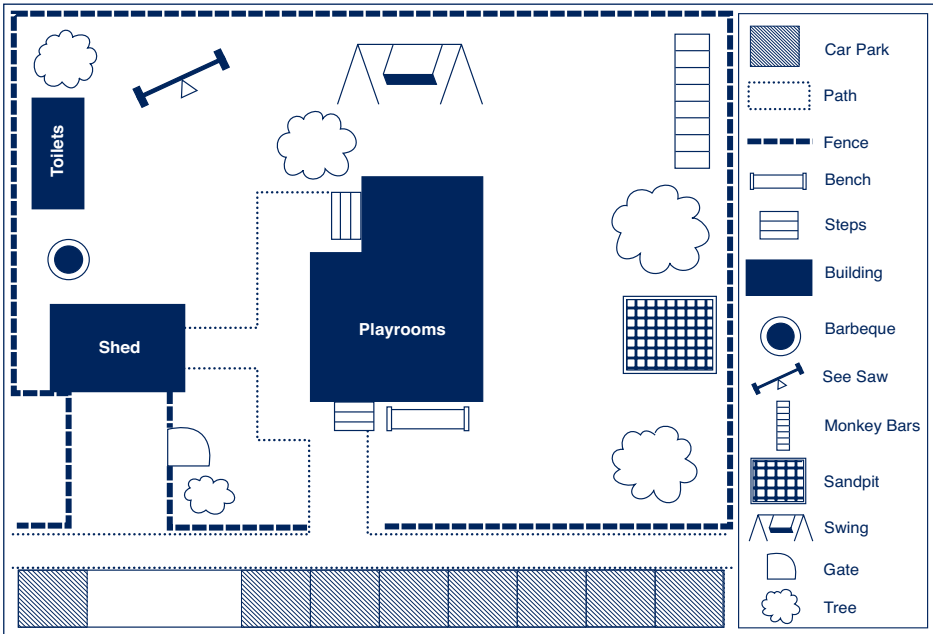 Toilets
Shed
Playrooms
Car Park
Path
Fence
Bench
Steps
Building
Barbeque
See Saw
Monkey Bars
Sandpit
Swing
Gate
Tree